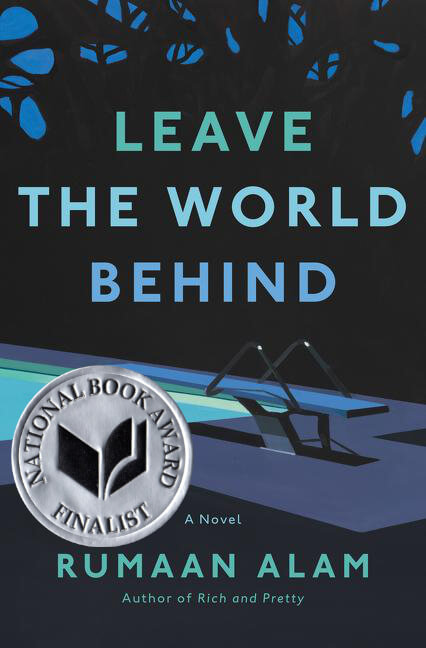 LEAVE
THE WORLD
BEHIND
NATIONAL BOOK AWARD
FINALIST
A Novel
RUMAAN ALAM
Author of Rich and Pretty